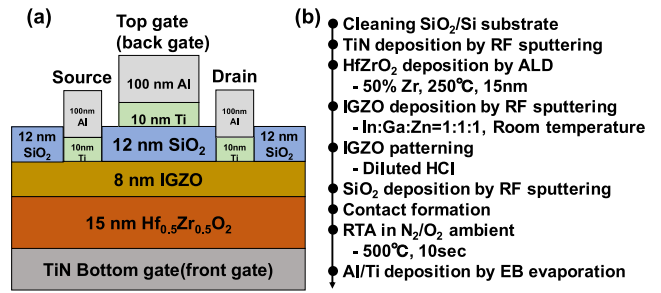 (a)
Top gate
(back gate)
Source
Drain
100 nm Al
100nm
Al
100nm
Al
10 nm Ti
12 nm
SiO₂
10nm
Ti
12 nm SiO₂
10nm
Ti
12 nm
SiO₂
8 nm IGZO
15 nm Hf₀.₅Zr₀.₅O₂
TiN Bottom gate(front gate)
(b)
Cleaning SiO₂/Si substrate
TiN deposition by RF sputtering
HfZrO₂ deposition by ALD
- 50% Zr, 250℃, 15nm
IGZO deposition by RF sputtering
- In:Ga:Zn=1:1:1, Room temperature
IGZO patterning
- Diluted HCl
SiO₂ deposition by RF sputtering
Contact formation
RTA in N₂/O₂ ambient
- 500℃, 10sec
Al/Ti deposition by EB evaporation